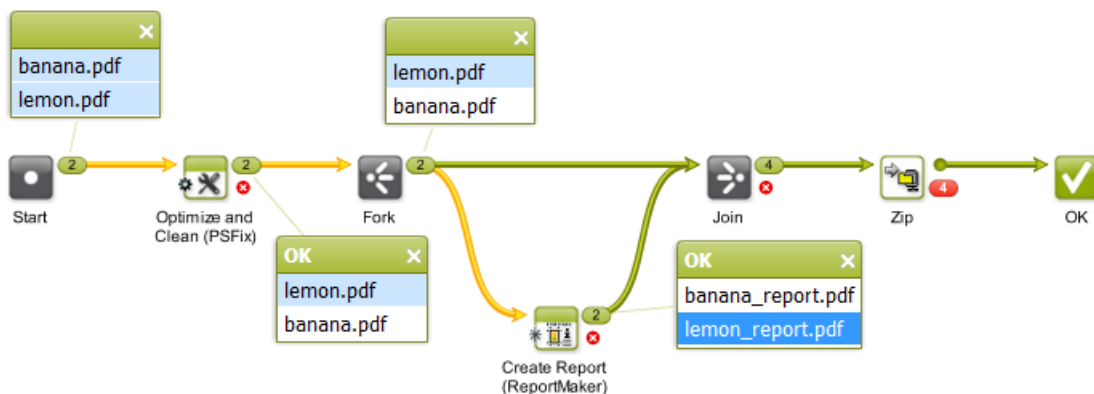 banana.pdf
lemon.pdf
lemon.pdf
banana.pdf
2
2
2
4
4
Start
Optimize and
Clean (PSFix)
Fork
Join
Zip
OK
OK
lemon.pdf
banana.pdf
OK
banana_report.pdf
lemon_report.pdf
2
Create Report
(ReportMaker)